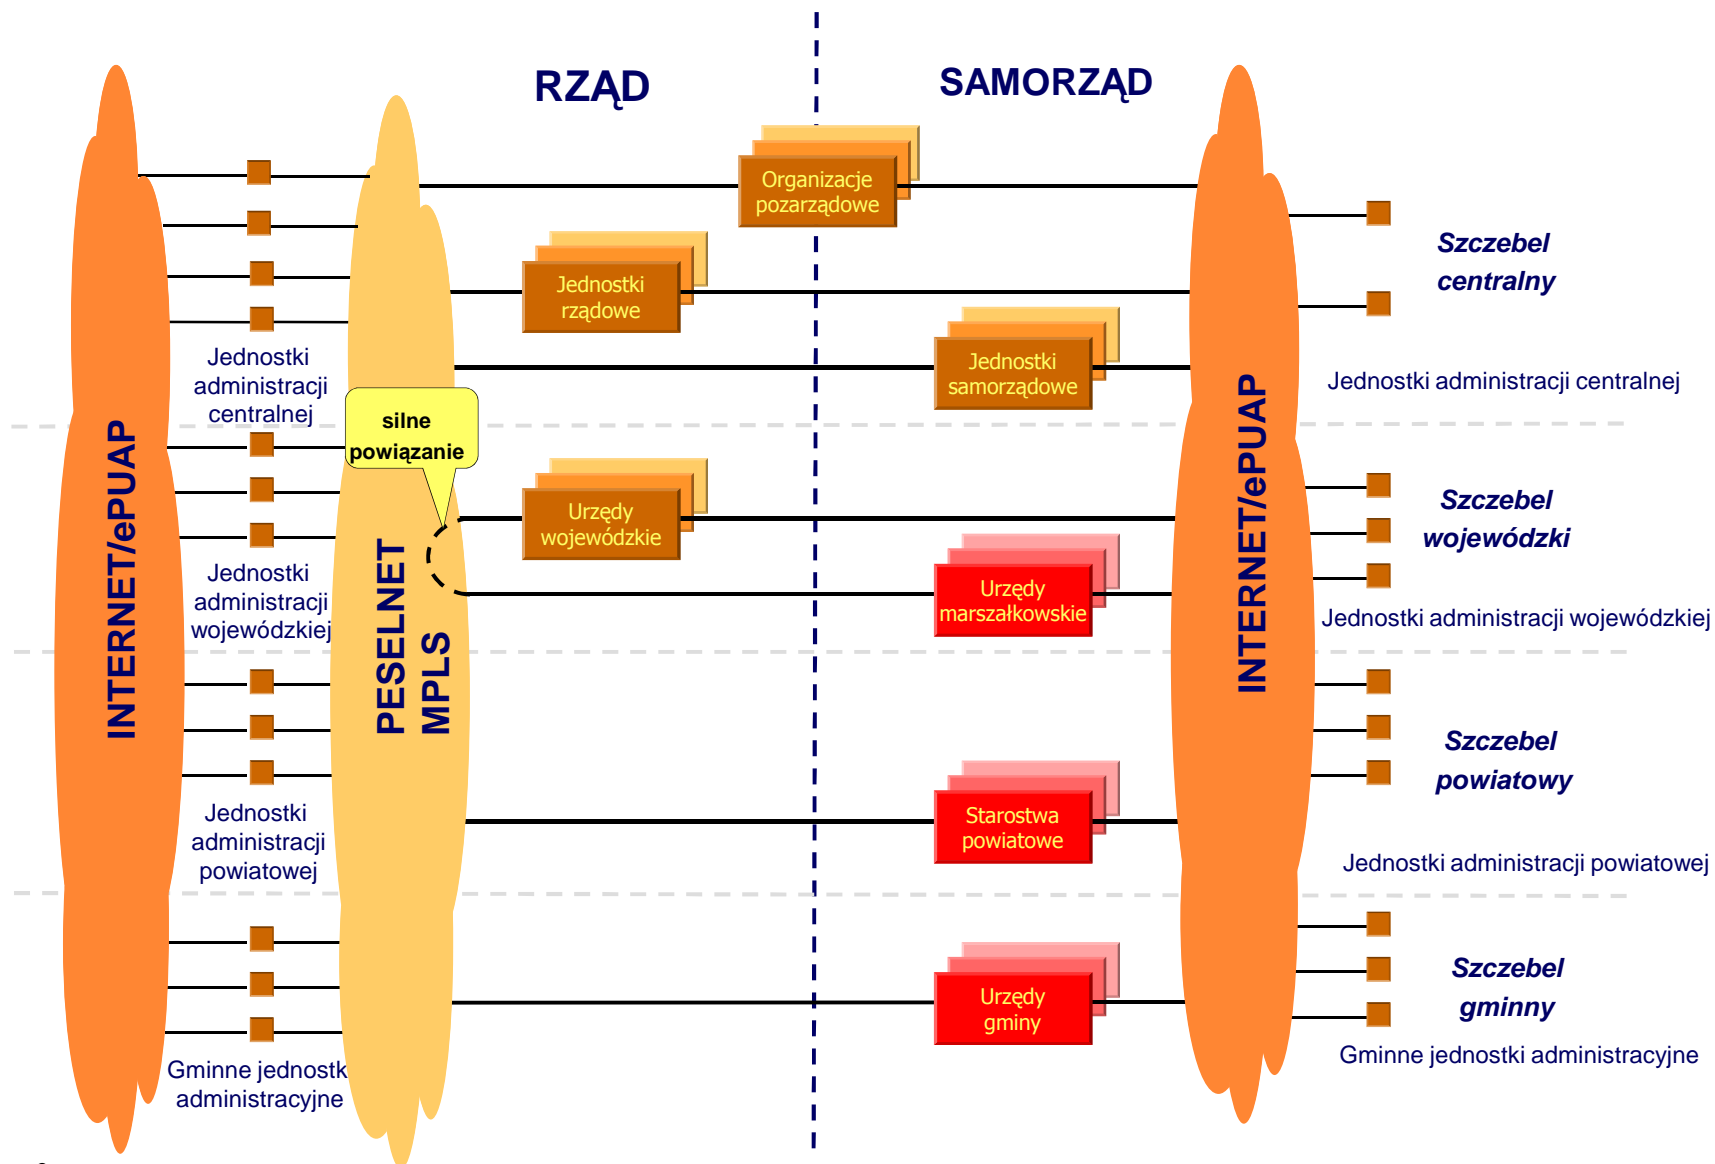 RZĄD
SAMORZĄD
Organizacje
pozarządowe
Szczebel
centralny
Jednostki
rządowe
Jednostki
administracji
centralnej
Jednostki
samorządowe
Jednostki administracji centralnej
silne
powiązanie
INTERNET/ePUAP
PESELNET
MPLS
INTERNET/ePUAP
Urzędy
wojewódzkie
Szczebel
wojewódzki
Jednostki
administracji
wojewódzkiej
Urzędy
marszałkowskie
Jednostki administracji wojewódzkiej
Szczebel
powiatowy
Jednostki
administracji
powiatowej
Starostwa
powiatowe
Jednostki administracji powiatowej
Szczebel
gminny
Urzędy
gminy
Gminne jednostk
administracyjne
Gminne jednostki administracyjne